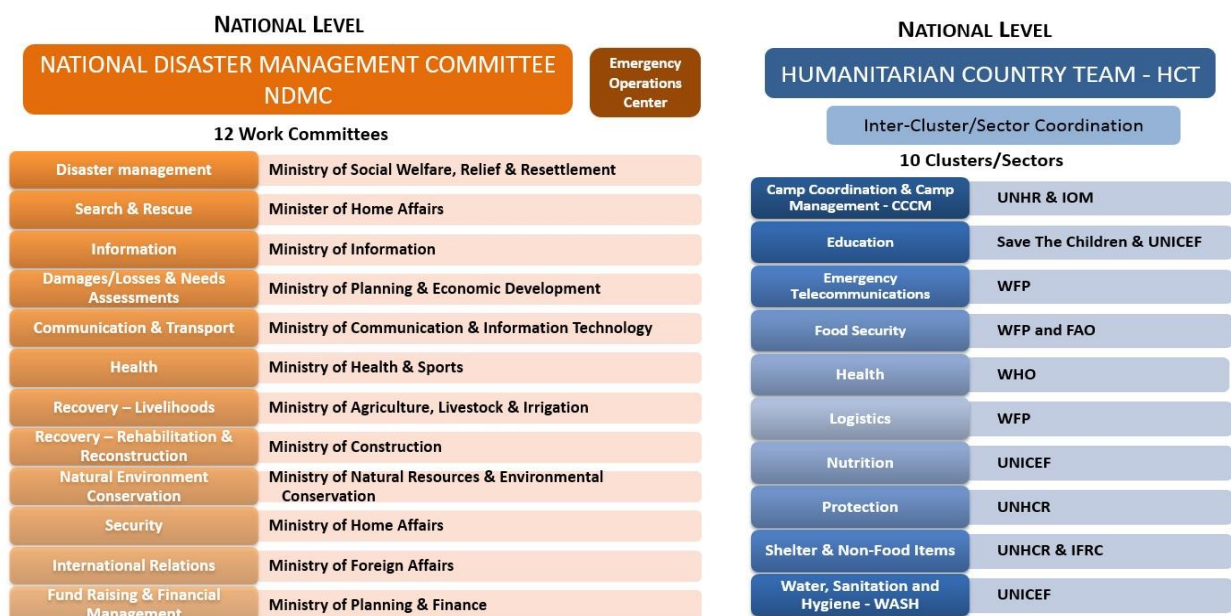 NATIONAL LEVEL
NATIONAL DISASTER MANAGEMENT COMMITTEE
NDMC
Emergency
Operations
Center
12 Work Committees
Disaster management
Ministry of Social Welfare, Relief & Resettlement
Search & Rescue
Minister of Home Affairs
Information
Ministry of Information
Damages/Losses & Needs
Assessments
Ministry of Planning & Economic Development
Communication & Transport
Ministry of Communication & Information Technology
Health
Ministry of Health & Sports
Recovery – Livelihoods
Ministry of Agriculture, Livestock & Irrigation
Recovery – Rehabilitation &
Reconstruction
Ministry of Construction
Natural Environment
Conservation
Ministry of Natural Resources & Environmental
Conservation
Security
Ministry of Home Affairs
International Relations
Ministry of Foreign Affairs
Fund Raising & Financial
Management
Ministry of Planning & Finance
NATIONAL LEVEL
HUMANITARIAN COUNTRY TEAM - HCT
Inter-Cluster/Sector Coordination
10 Clusters/Sectors
Camp Coordination & Camp
Management - CCCM
UNHR & IOM
Education
Save The Children & UNICEF
Emergency
Telecommunications
WFP
Food Security
WFP and FAO
Health
WHO
Logistics
WFP
Nutrition
UNICEF
Protection
UNHCR
Shelter & Non-Food Items
UNHCR & IFRC
Water, Sanitation and
Hygiene - WASH
UNICEF